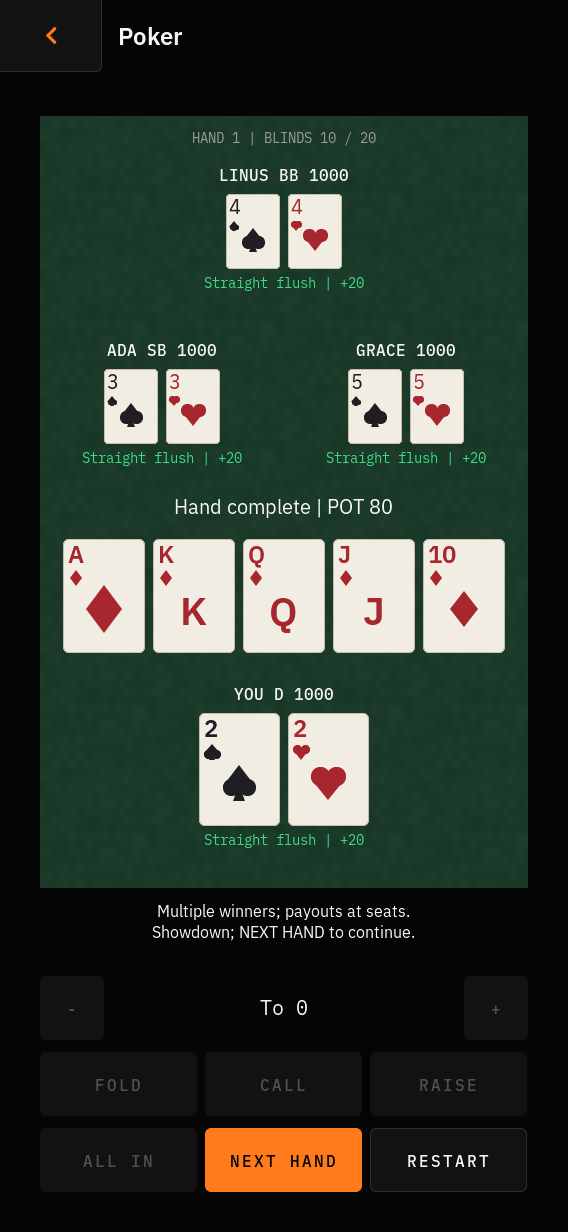 Poker
HAND 1 | BLINDS 10 / 20
LINUS BB 1000
4 4
Straight flush | +20
ADA SB 1000 GRACE 1000
3 3 5 5
Straight flush | +20 Straight flush | +20
Hand complete | POT 80
A K Q J 10
K Q J
YOU D 1000
2 2
Straight flush | +20
Multiple winners; payouts at seats.
Showdown; NEXT HAND to continue.
- To 0 +
FOLD CALL RAISE
ALL IN NEXT HAND RESTART